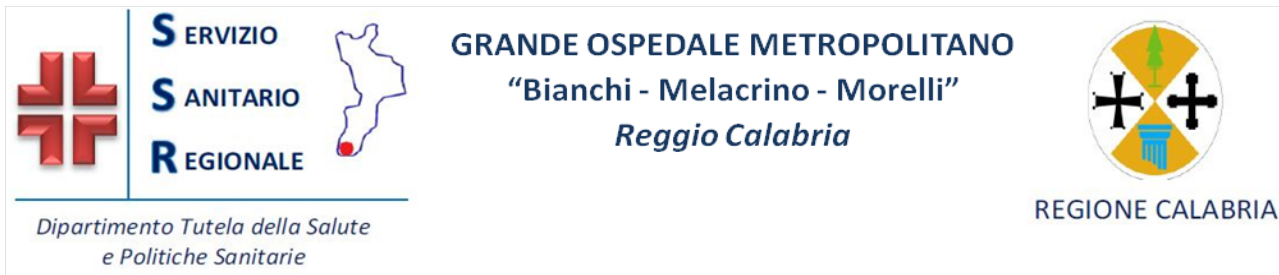 SERVIZIO
SANITARIO
REGIONALE
Dipartimento Tutela della Salute
e Politiche Sanitarie
GRANDE OSPEDALE METROPOLITANO
“Bianchi - Melacrino - Morelli”
Reggio Calabria
REGIONE CALABRIA